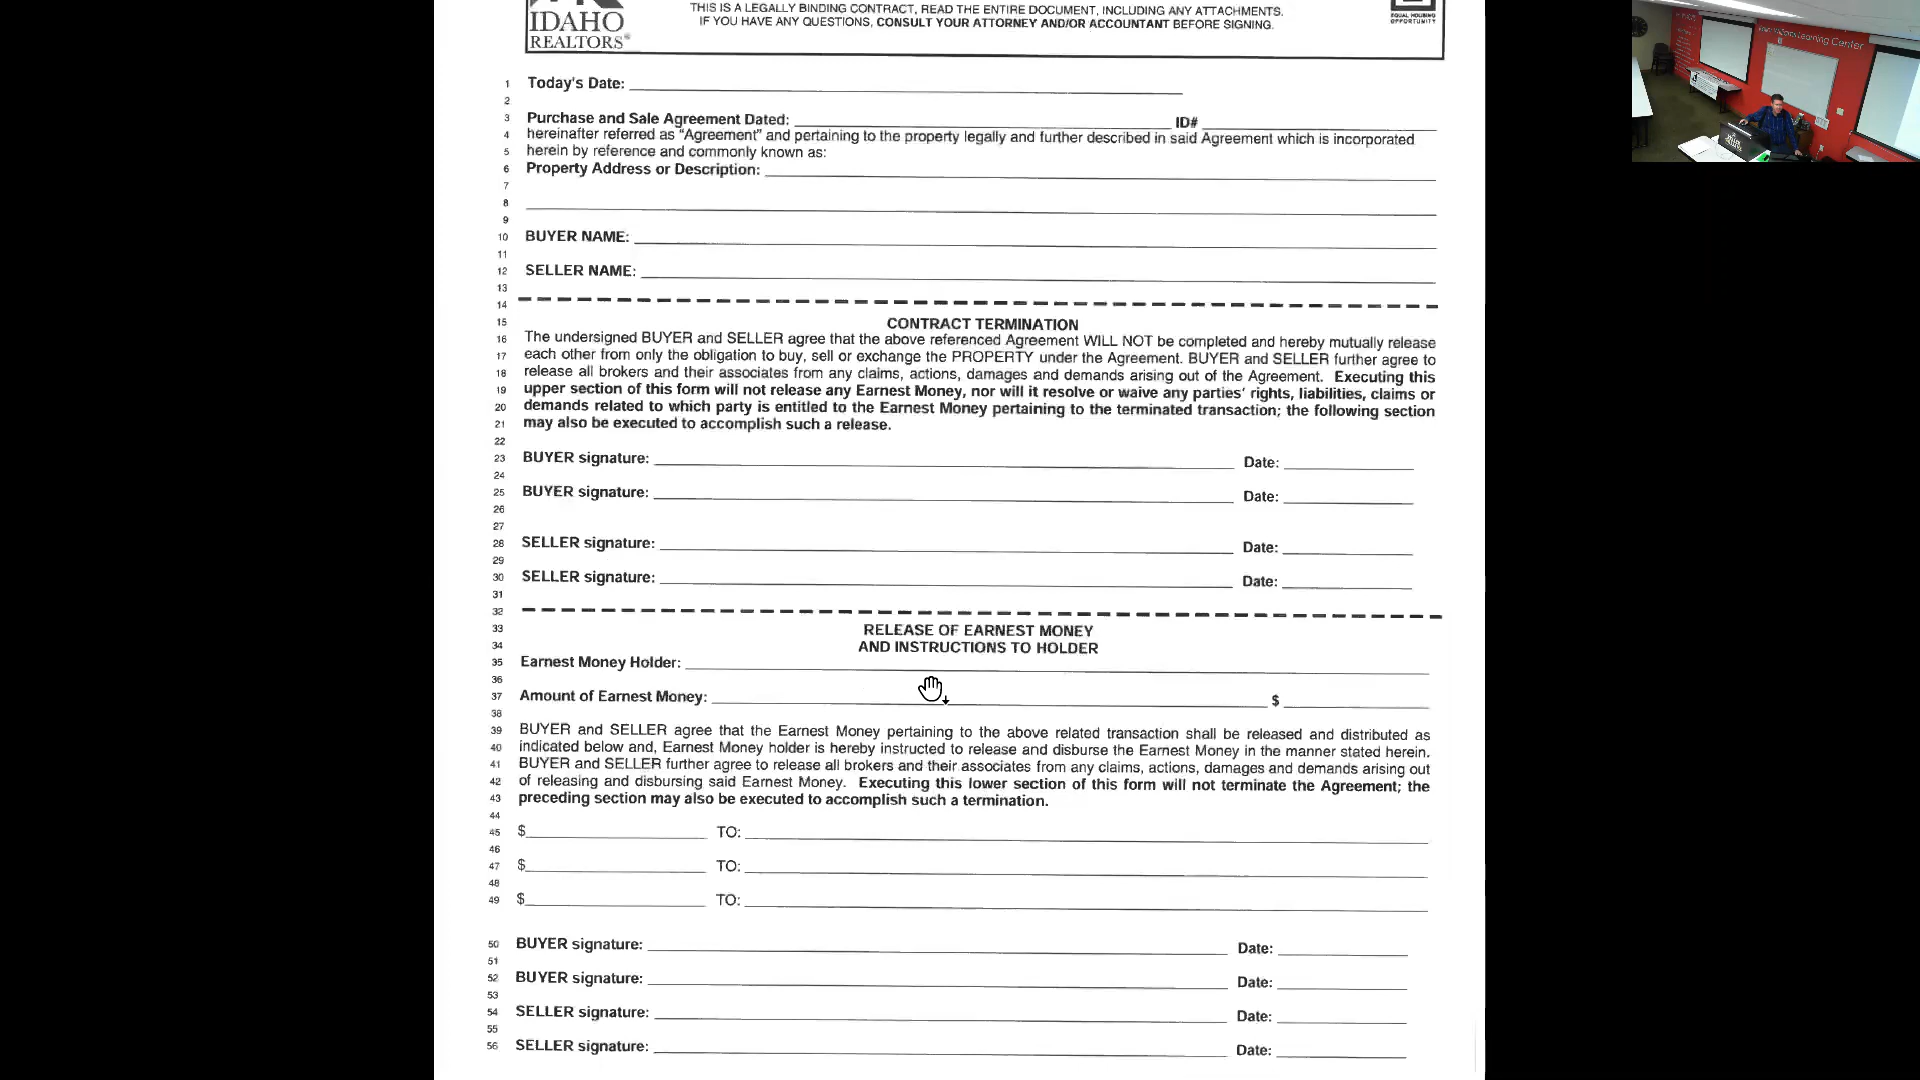 THIS IS A LEGALLY BINDING CONTRACT, READ THE ENTIRE DOCUMENT, INCLUDING ANY ATTACHMENTS.
IF YOU HAVE ANY QUESTIONS, CONSULT YOUR ATTORNEY AND/OR ACCOUNTANT BEFORE SIGNING.
IDAHO
REALTORS®
EQUAL HOUSING
OPPORTUNITY
Learning Center
1 Today's Date:
2
3 Purchase and Sale Agreement Dated: ID#
4 hereinafter referred as “Agreement” and pertaining to the property legally and further described in said Agreement which is incorporated
5 herein by reference and commonly known as:
6 Property Address or Description:
7
8
9
10 BUYER NAME:
11
12 SELLER NAME:
13
14
15 CONTRACT TERMINATION
16 The undersigned BUYER and SELLER agree that the above referenced Agreement WILL NOT be completed and hereby mutually release
17 each other from only the obligation to buy, sell or exchange the PROPERTY under the Agreement. BUYER and SELLER further agree to
18 release all brokers and their associates from any claims, actions, damages and demands arising out of the Agreement. Executing this
19 upper section of this form will not release any Earnest Money, nor will it resolve or waive any parties' rights, liabilities, claims or
20 demands related to which party is entitled to the Earnest Money pertaining to the terminated transaction; the following section
21 may also be executed to accomplish such a release.
22
23 BUYER signature: Date:
24
25 BUYER signature: Date:
26
27
28 SELLER signature: Date:
29
30 SELLER signature: Date:
31
32
33 RELEASE OF EARNEST MONEY
34 AND INSTRUCTIONS TO HOLDER
35 Earnest Money Holder:
36
37 Amount of Earnest Money: $
38
39 BUYER and SELLER agree that the Earnest Money pertaining to the above related transaction shall be released and distributed as
40 indicated below and, Earnest Money holder is hereby instructed to release and disburse the Earnest Money in the manner stated herein.
41 BUYER and SELLER further agree to release all brokers and their associates from any claims, actions, damages and demands arising out
42 of releasing and disbursing said Earnest Money. Executing this lower section of this form will not terminate the Agreement; the
43 preceding section may also be executed to accomplish such a termination.
44
45 $ TO:
46
47 $ TO:
48
49 $ TO:
50 BUYER signature: Date:
51
52 BUYER signature: Date:
53
54 SELLER signature: Date:
55
56 SELLER signature: Date: